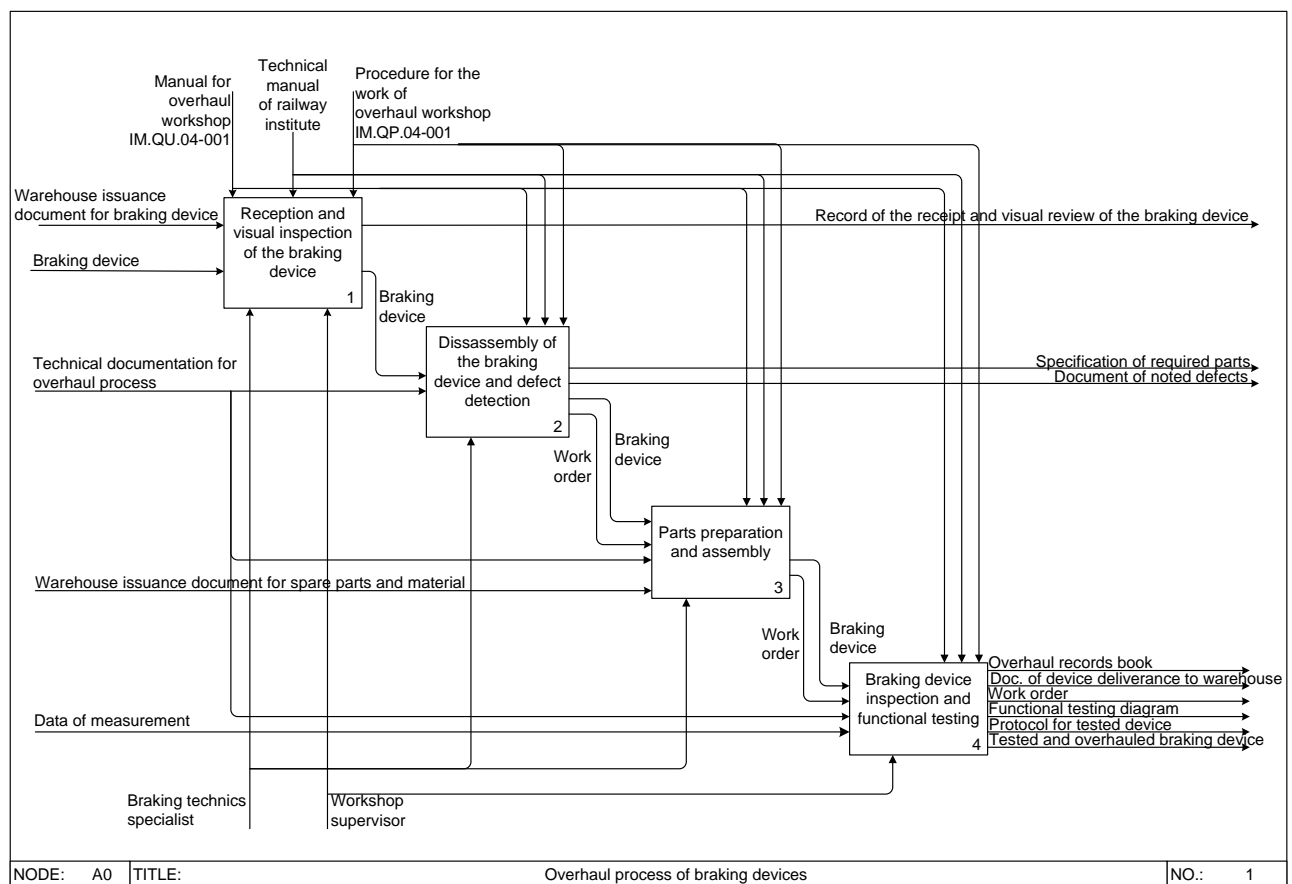 Manual for
overhaul
workshop
IM.QU.04-001
Technical
manual
of railway
institute
Procedure for the
work of
overhaul workshop
IM.QP.04-001
Warehouse issuance
document for braking device
Braking device
Reception and
visual inspection
of the braking
device
1
Record of the receipt and visual review of the braking device
Braking
device
Technical documentation for
overhaul process
Dissassembly of
the braking
device and defect
detection
2
Specification of required parts
Document of noted defects
Work
order
Braking
device
Parts preparation
and assembly
3
Warehouse issuance document for spare parts and material
Work
order
Braking
device
Braking device
inspection and
functional testing
4
Overhaul records book
Doc. of device deliverance to warehouse
Work order
Functional testing diagram
Protocol for tested device
Tested and overhauled braking device
Data of measurement
Braking technics
specialist
Workshop
supervisor
NODE: A0 TITLE: Overhaul process of braking devices NO.: 1